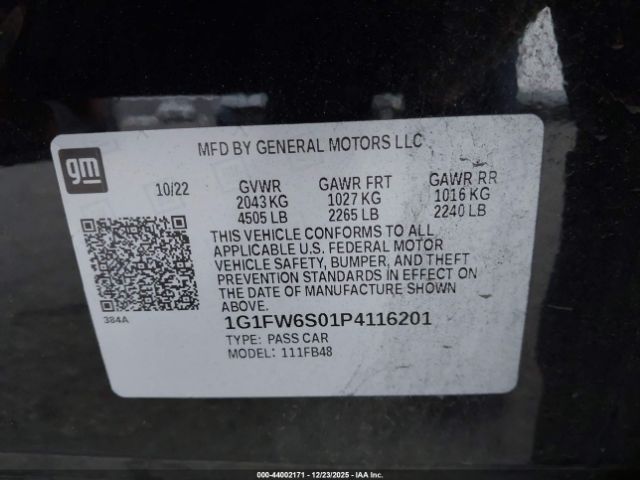 MFD BY GENERAL MOTORS LLC
gm
10/22
GVWR GAWR FRT GAWR RR
2043 KG 1027 KG 1016 KG
4505 LB 2265 LB 2240 LB
THIS VEHICLE CONFORMS TO ALL
APPLICABLE U.S. FEDERAL MOTOR
VEHICLE SAFETY, BUMPER, AND THEFT
PREVENTION STANDARDS IN EFFECT ON
THE DATE OF MANUFACTURE SHOWN
ABOVE.
384A
1G1FW6S01P4116201
TYPE: PASS CAR
MODEL: 111FB48
000-44002171 - 12/23/2025 - IAAI Inc.